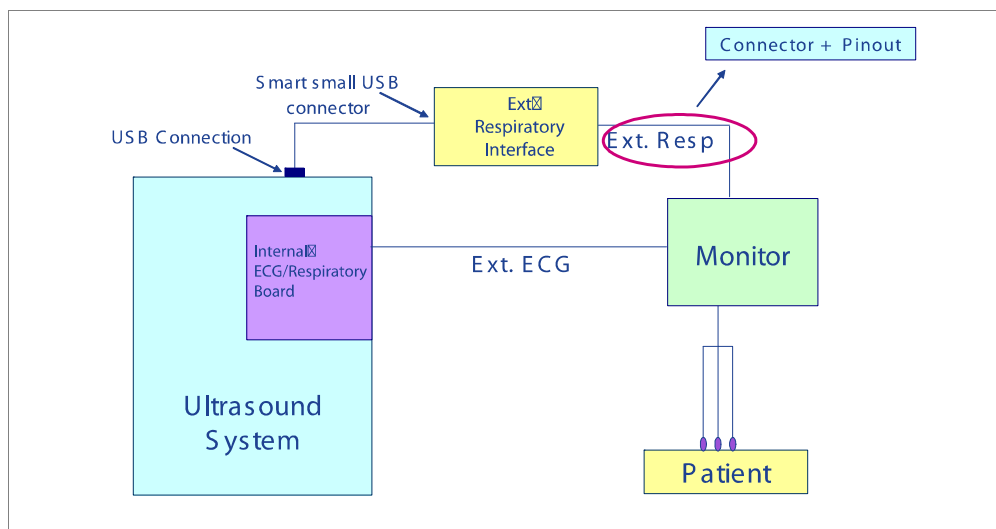 Connector + Pinout
Smart small USB
connector
Ext
Respiratory
Interface
Ext. Resp
USB Connection
Internal
ECG/Respiratory
Board
Ext. ECG
Monitor
Ultrasound
System
Patient